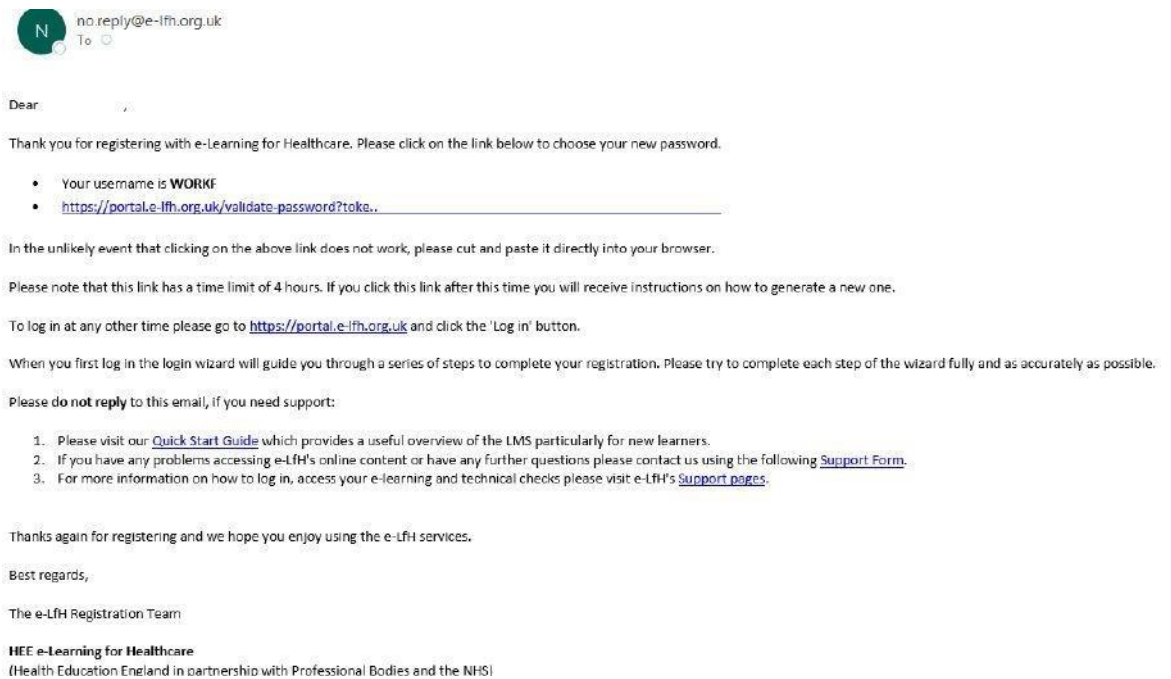 N
no.reply@e-lfh.org.uk
To
Dear ,
Thank you for registering with e-Learning for Healthcare. Please click on the link below to choose your new password.
• Your username is WORKF
• https://portal.e-lfh.org.uk/validate-password?toke..
In the unlikely event that clicking on the above link does not work, please cut and paste it directly into your browser.
Please note that this link has a time limit of 4 hours. If you click this link after this time you will receive instructions on how to generate a new one.
To log in at any other time please go to https://portal.e-lfh.org.uk and click the 'Log in' button.
When you first log in the login wizard will guide you through a series of steps to complete your registration. Please try to complete each step of the wizard fully and as accurately as possible.
Please do not reply to this email, if you need support:
1. Please visit our Quick Start Guide which provides a useful overview of the LMS particularly for new learners.
2. If you have any problems accessing e-LfH's online content or have any further questions please contact us using the following Support Form.
3. For more information on how to log in, access your e-learning and technical checks please visit e-LfH's Support pages.
Thanks again for registering and we hope you enjoy using the e-LfH services.
Best regards,
The e-LfH Registration Team
HEE e-Learning for Healthcare
(Health Education England in partnership with Professional Bodies and the NHS)